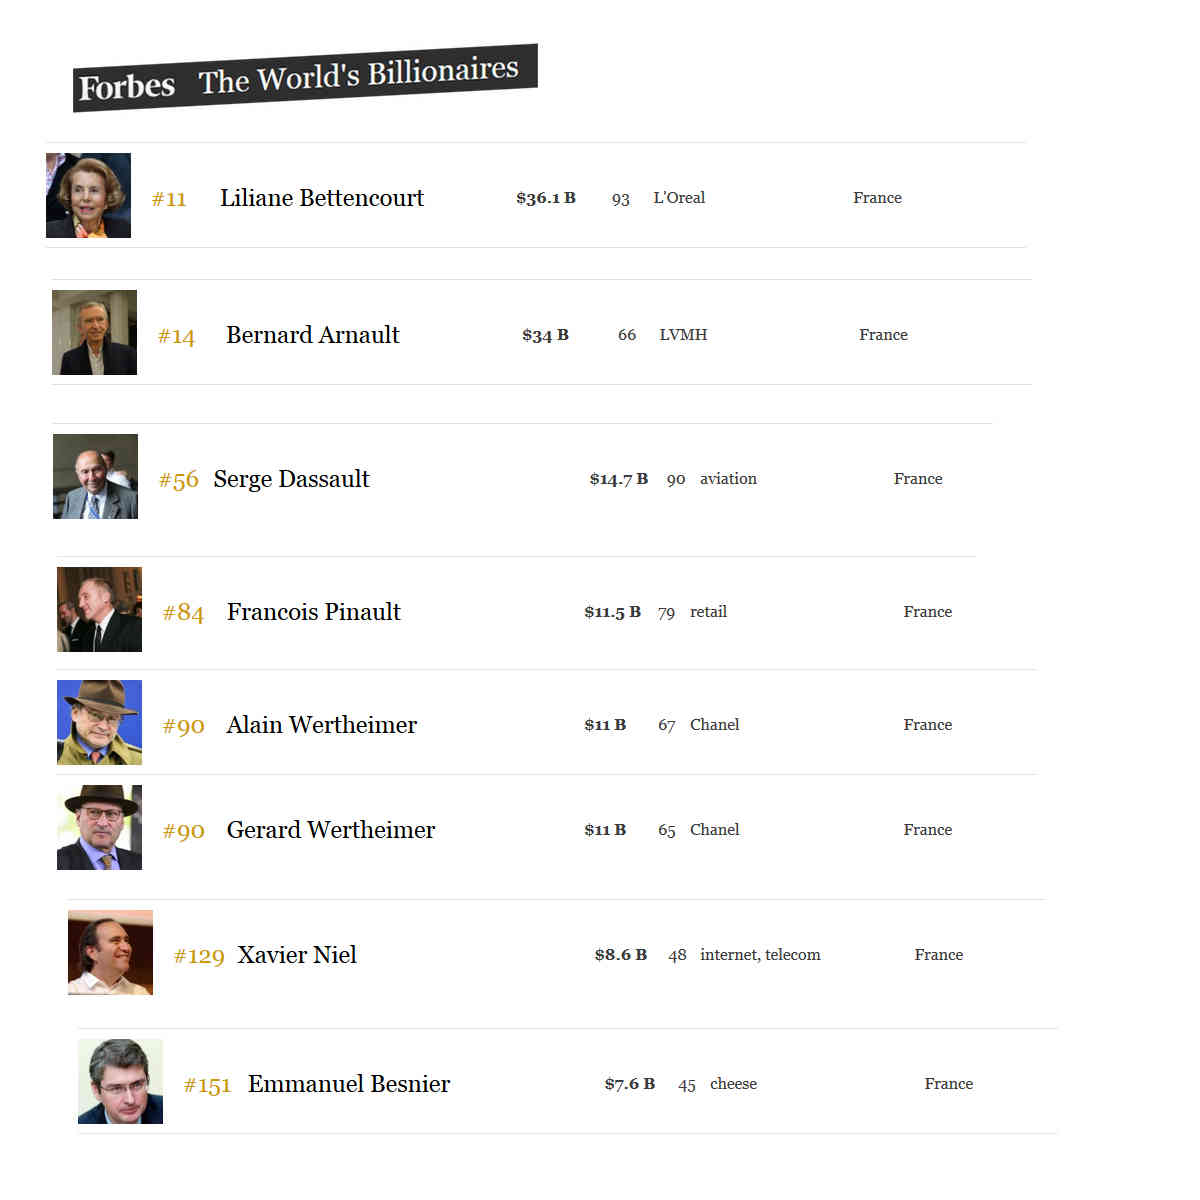 Forbes The World's Billionaires
#11 Liliane Bettencourt $36.1 B 93 L'Oreal France
#14 Bernard Arnault $34 B 66 LVMH France
#56 Serge Dassault $14.7 B 90 aviation France
#84 Francois Pinault $11.5 B 79 retail France
#90 Alain Wertheimer $11 B 67 Chanel France
#90 Gerard Wertheimer $11 B 65 Chanel France
#129 Xavier Niel $8.6 B 48 internet, telecom France
#151 Emmanuel Besnier $7.6 B 45 cheese France